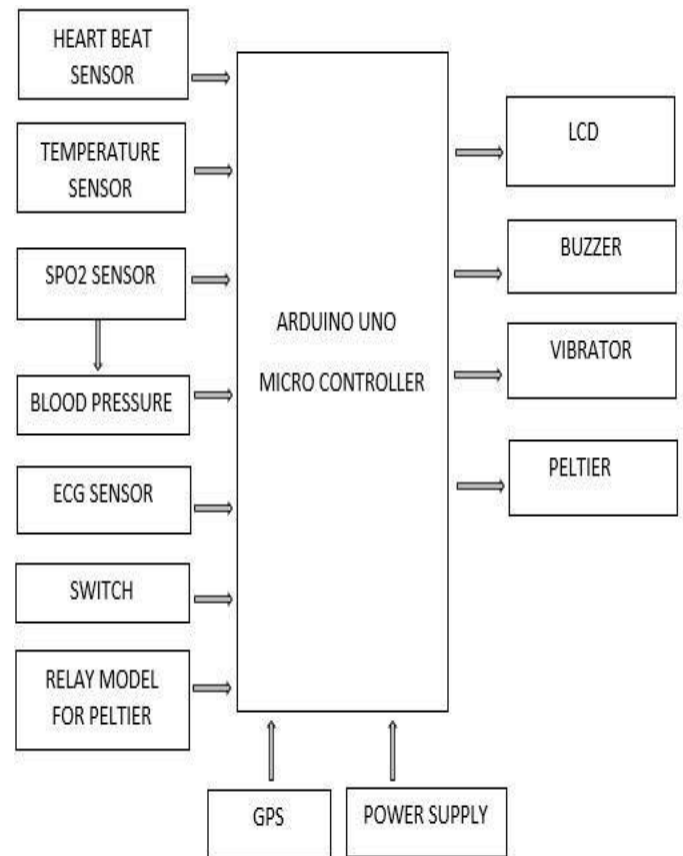 HEART BEAT
SENSOR
TEMPERATURE
SENSOR
SPO2 SENSOR
BLOOD PRESSURE
ECG SENSOR
SWITCH
RELAY MODEL
FOR PELTIER
ARDUINO UNO
MICRO CONTROLLER
LCD
BUZZER
VIBRATOR
PELTIER
GPS
POWER SUPPLY